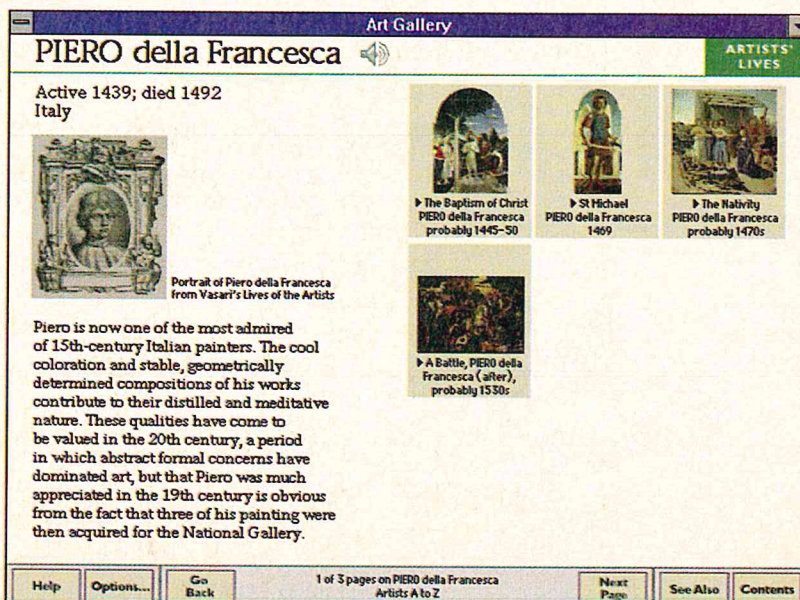 Art Gallery
PIERO della Francesca
ARTISTS'
LIVES
Active 1439; died 1492
Italy
Portrait of Piero della Francesca
from Vasari's Lives of the Artists
Piero is now one of the most admired
of 15th-century Italian painters. The cool
coloration and stable, geometrically
determined compositions of his works
contribute to their distilled and meditative
nature. These qualities have come to
be valued in the 20th century, a period
in which abstract formal concerns have
dominated art, but that Piero was much
appreciated in the 19th century is obvious
from the fact that three of his painting were
then acquired for the National Gallery.
The Baptism of Christ
PIERO della Francesca
probably 1445-50
St Michael
PIERO della Francesca
1469
The Nativity
PIERO della Francesca
probably 1470s
A Battle, PIERO della
Francesca (after),
probably 1530s
Help
Options...
Go
Back
1 of 3 pages on PIERO della Francesca
Artists A to Z
Next
Page
See Also
Contents